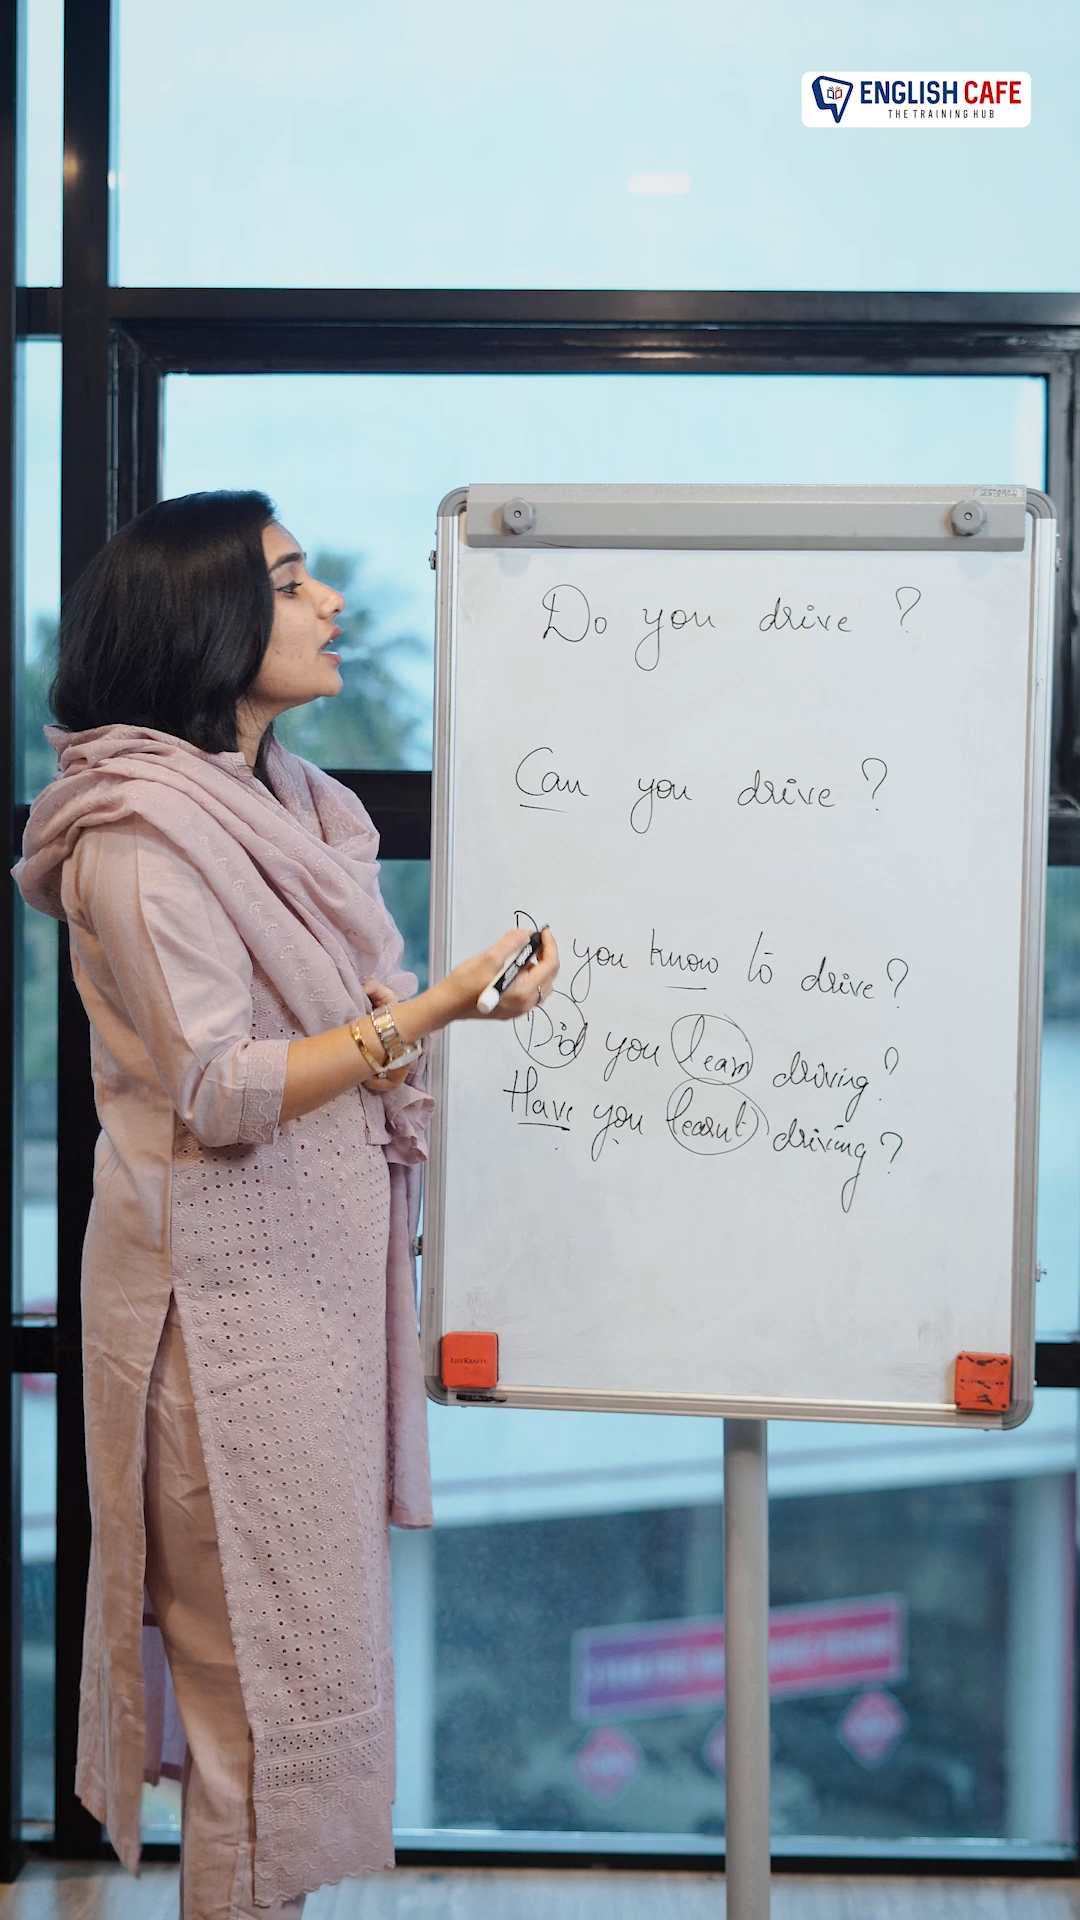 ENGLISH CAFE
THE TRAINING HUB
Do you drive ?
Can you drive ?
you know to drive ?
Did you learn driving ?
Have you learnt driving ?
LIFEKRAFTS